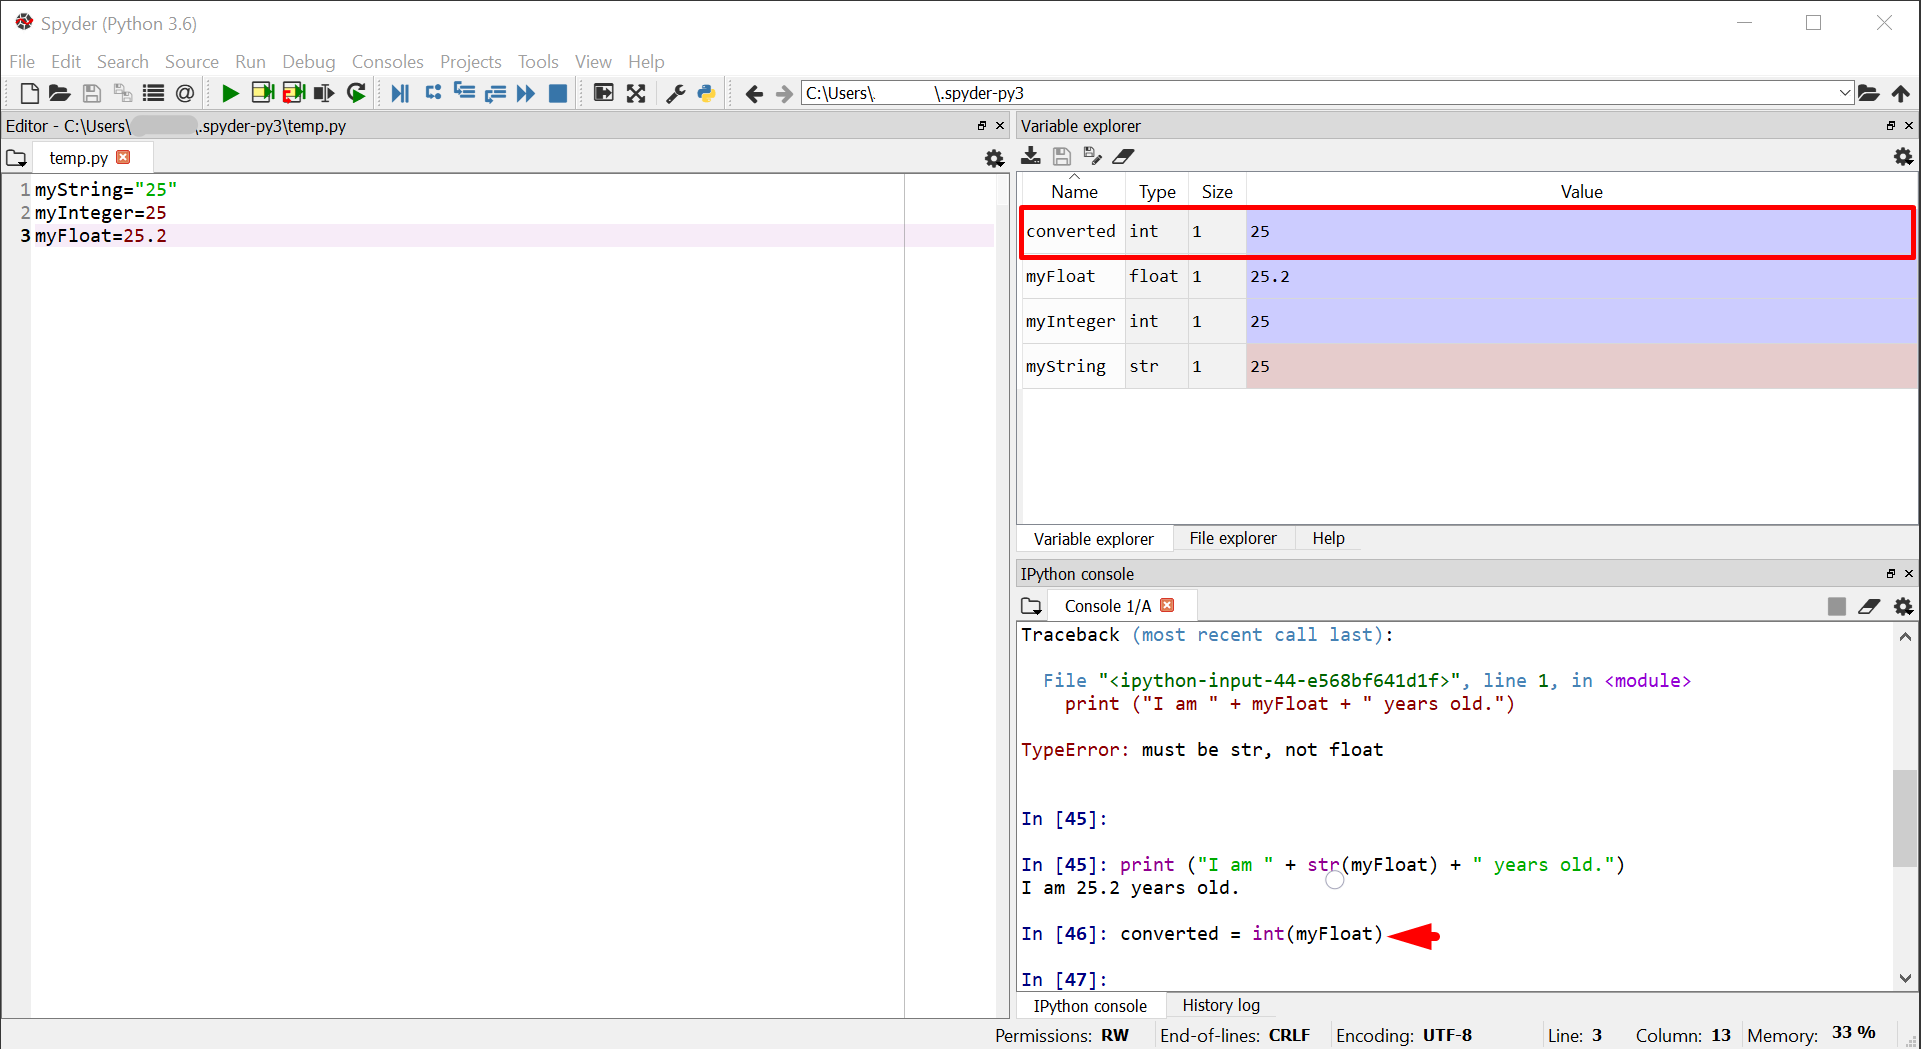 Spyder (Python 3.6)
File Edit Search Source Run Debug Consoles Projects Tools View Help
C:\Users\. \.spyder-py3
Editor - C:\Users\ \.spyder-py3\temp.py
temp.py
1 myString="25"
2 myInteger=25
3 myFloat=25.2
Variable explorer
Name Type Size Value
converted int 1 25
myFloat float 1 25.2
myInteger int 1 25
myString str 1 25
Variable explorer File explorer Help
IPython console
Console 1/A
Traceback (most recent call last):
File "<ipython-input-44-e568bf641d1f>", line 1, in <module>
print ("I am " + myFloat + " years old.")
TypeError: must be str, not float
In [45]:
In [45]: print ("I am " + str(myFloat) + " years old.")
I am 25.2 years old.
In [46]: converted = int(myFloat)
In [47]:
IPython console History log
Permissions: RW End-of-lines: CRLF Encoding: UTF-8 Line: 3 Column: 13 Memory: 33 %